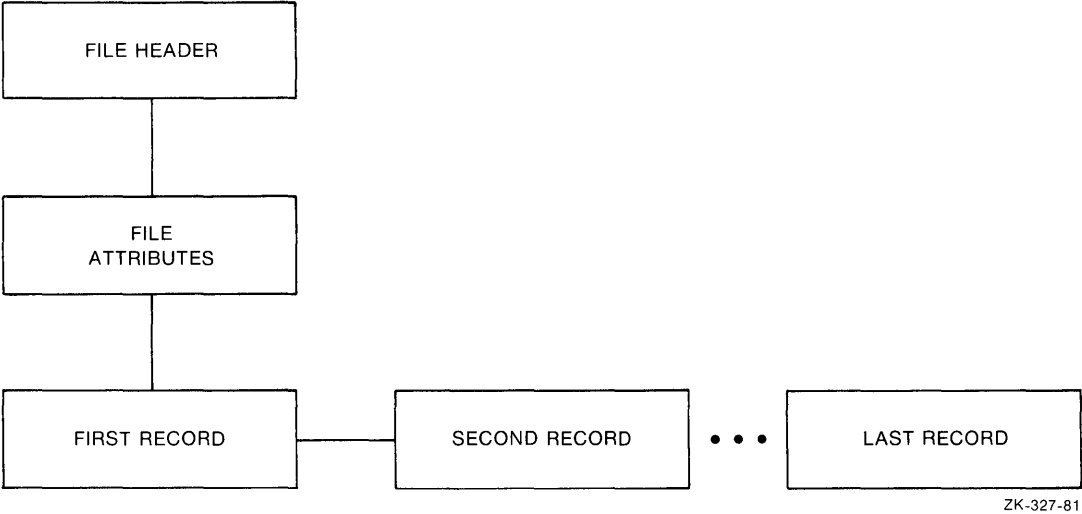 FILE HEADER
FILE
ATTRIBUTES
FIRST RECORD
SECOND RECORD
LAST RECORD
ZK-327-81